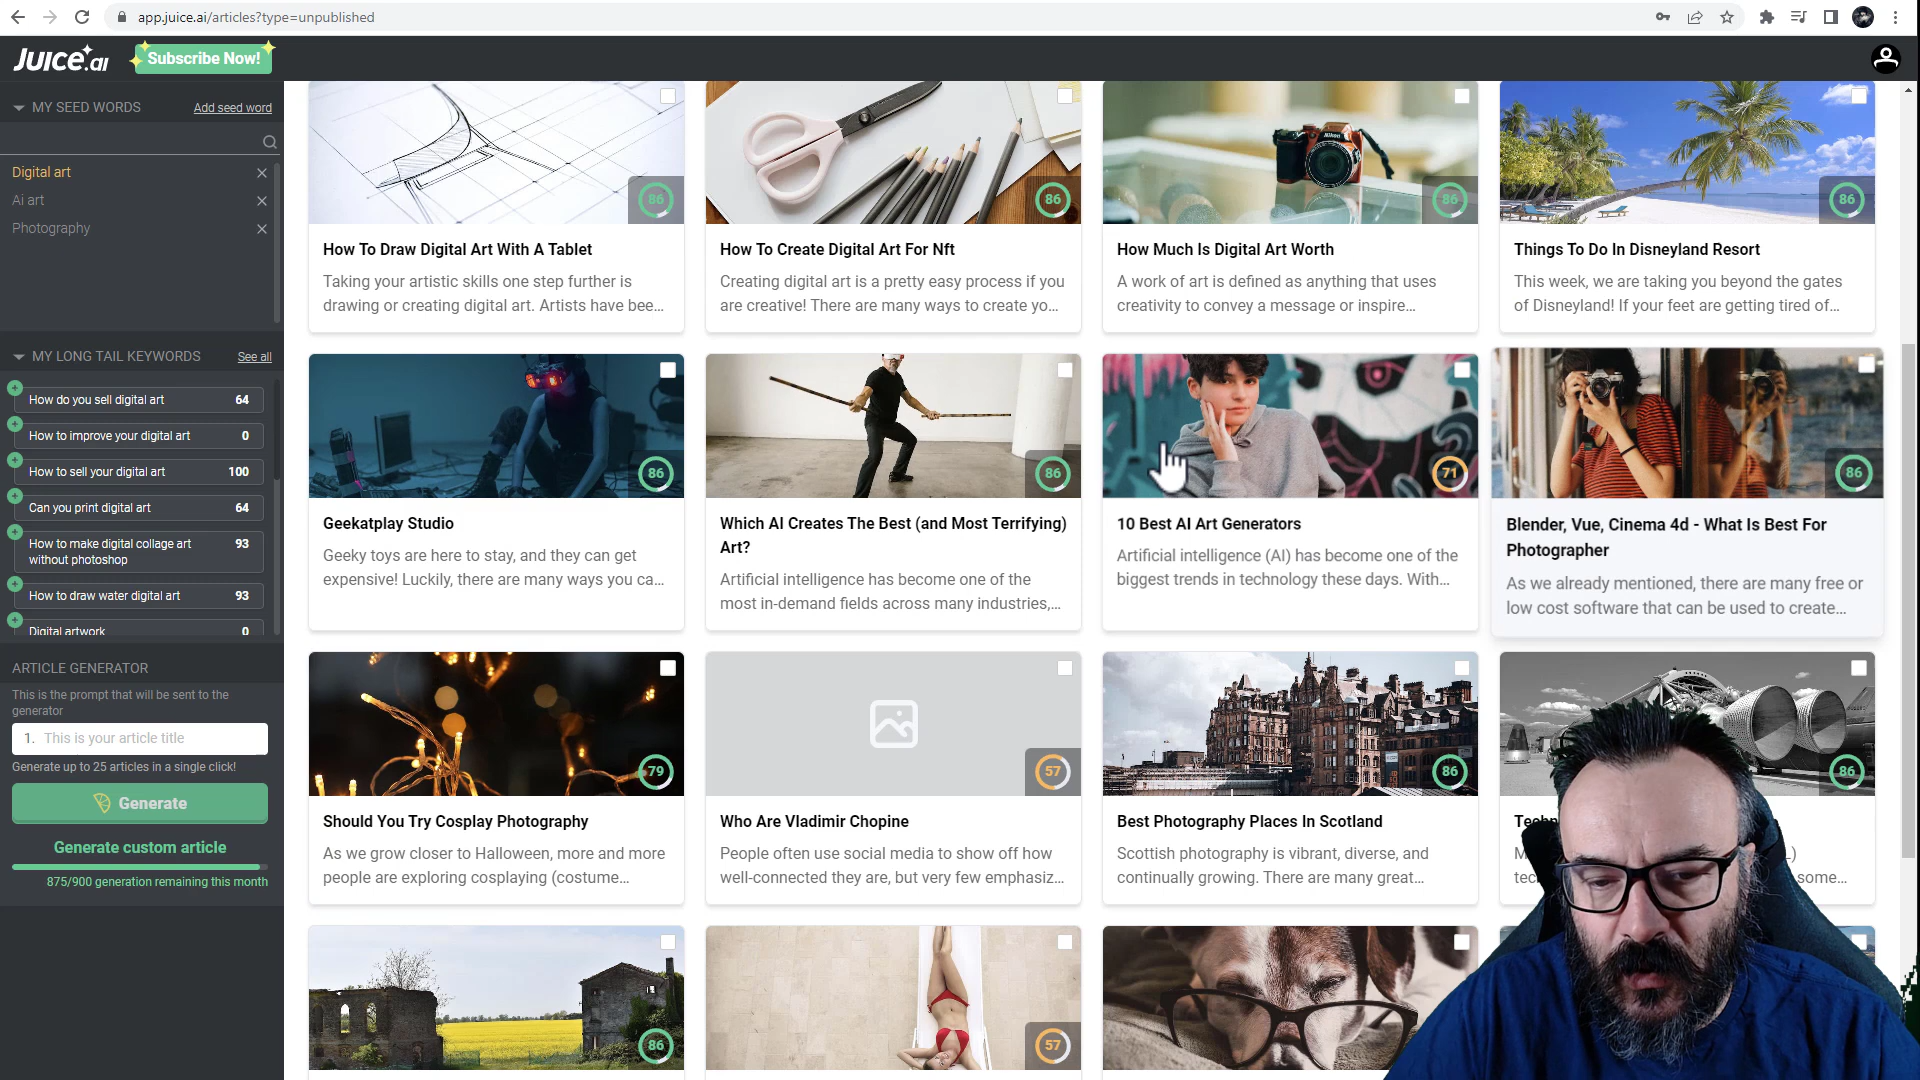 app.juice.ai/articles?type=unpublished
Juice.ai
Subscribe Now!
MY SEED WORDS
Add seed word
Digital art
Ai art
Photography
MY LONG TAIL KEYWORDS
See all
How do you sell digital art 64
How to improve your digital art 0
How to sell your digital art 100
Can you print digital art 64
How to make digital collage art 93
without photoshop
How to draw water digital art 93
Digital artwork 0
ARTICLE GENERATOR
This is the prompt that will be sent to the
generator
1. This is your article title
Generate up to 25 articles in a single click!
Generate
Generate custom article
875/900 generation remaining this month
86
How To Draw Digital Art With A Tablet
Taking your artistic skills one step further is
drawing or creating digital art. Artists have bee...
86
How To Create Digital Art For Nft
Creating digital art is a pretty easy process if you
are creative! There are many ways to create yo...
Nikon
86
How Much Is Digital Art Worth
A work of art is defined as anything that uses
creativity to convey a message or inspire...
86
Things To Do In Disneyland Resort
This week, we are taking you beyond the gates
of Disneyland! If your feet are getting tired of...
86
Geekatplay Studio
Geeky toys are here to stay, and they can get
expensive! Luckily, there are many ways you ca...
86
Which AI Creates The Best (and Most Terrifying)
Art?
Artificial intelligence has become one of the
most in-demand fields across many industries,...
71
10 Best AI Art Generators
Artificial intelligence (AI) has become one of the
biggest trends in technology these days. With...
86
Blender, Vue, Cinema 4d - What Is Best For
Photographer
As we already mentioned, there are many free or
low cost software that can be used to create...
79
Should You Try Cosplay Photography
As we grow closer to Halloween, more and more
people are exploring cosplaying (costume...
57
Who Are Vladimir Chopine
People often use social media to show off how
well-connected they are, but very few emphasiz...
86
Best Photography Places In Scotland
Scottish photography is vibrant, diverse, and
continually growing. There are many great...
86
some...
86
57